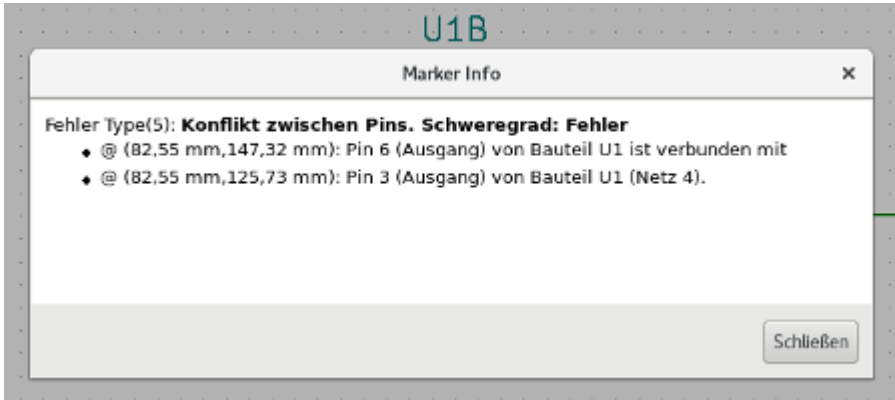 U1B
Marker Info
Fehler Type(5): Konflikt zwischen Pins. Schweregrad: Fehler
@ (82,55 mm,147,32 mm): Pin 6 (Ausgang) von Bauteil U1 ist verbunden mit
@ (82,55 mm,125,73 mm): Pin 3 (Ausgang) von Bauteil U1 (Netz 4).
Schließen